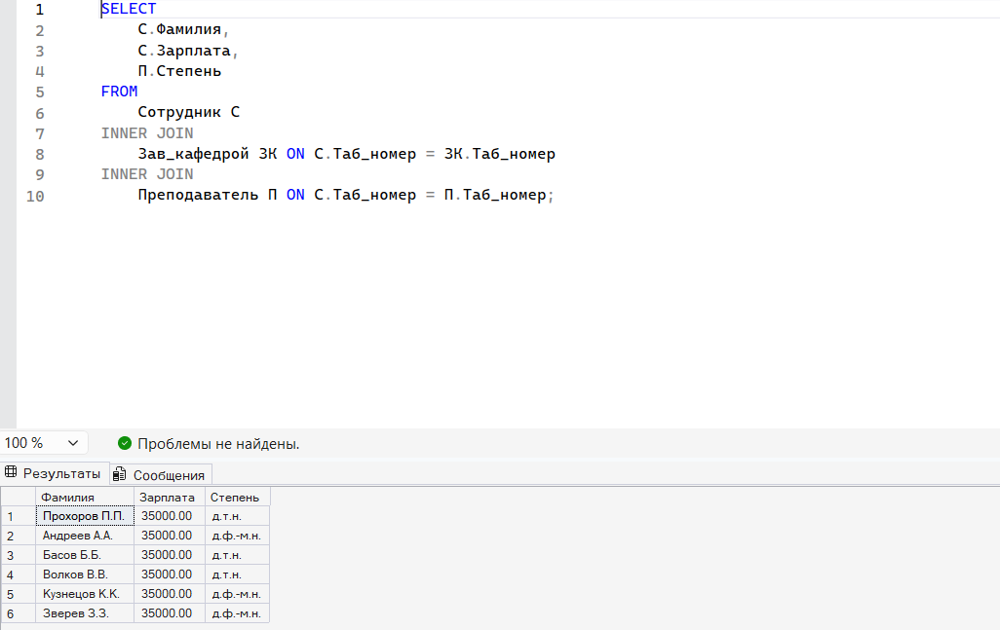 1 SELECT
2 С.Фамилия,
3 С.Зарплата,
4 П.Степень
5 FROM
6 Сотрудник С
7 INNER JOIN
8 Зав_кафедрой ЗК ON С.Таб_номер = ЗК.Таб_номер
9 INNER JOIN
10 Преподаватель П ON С.Таб_номер = П.Таб_номер;
100 % Проблемы не найдены.
Результаты Сообщения
Фамилия Зарплата Степень
1 Прохоров П.П. 35000.00 д.т.н.
2 Андреев А.А. 35000.00 д.ф.-м.н.
3 Басов Б.Б. 35000.00 д.т.н.
4 Волков В.В. 35000.00 д.т.н.
5 Кузнецов К.К. 35000.00 д.ф.-м.н.
6 Зверев З.З. 35000.00 д.ф.-м.н.